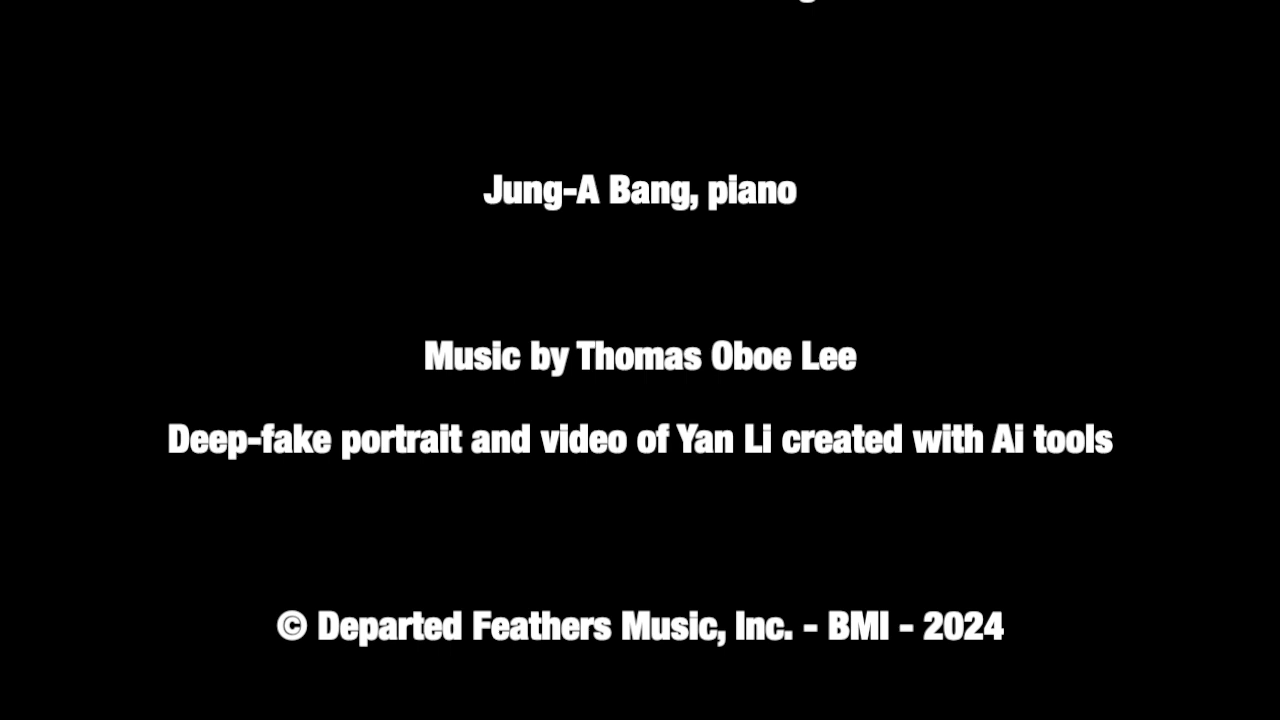 Jung-A Bang, piano
Music by Thomas Oboe Lee
Deep-fake portrait and video of Yan Li created with Ai tools
© Departed Feathers Music, Inc. - BMI - 2024